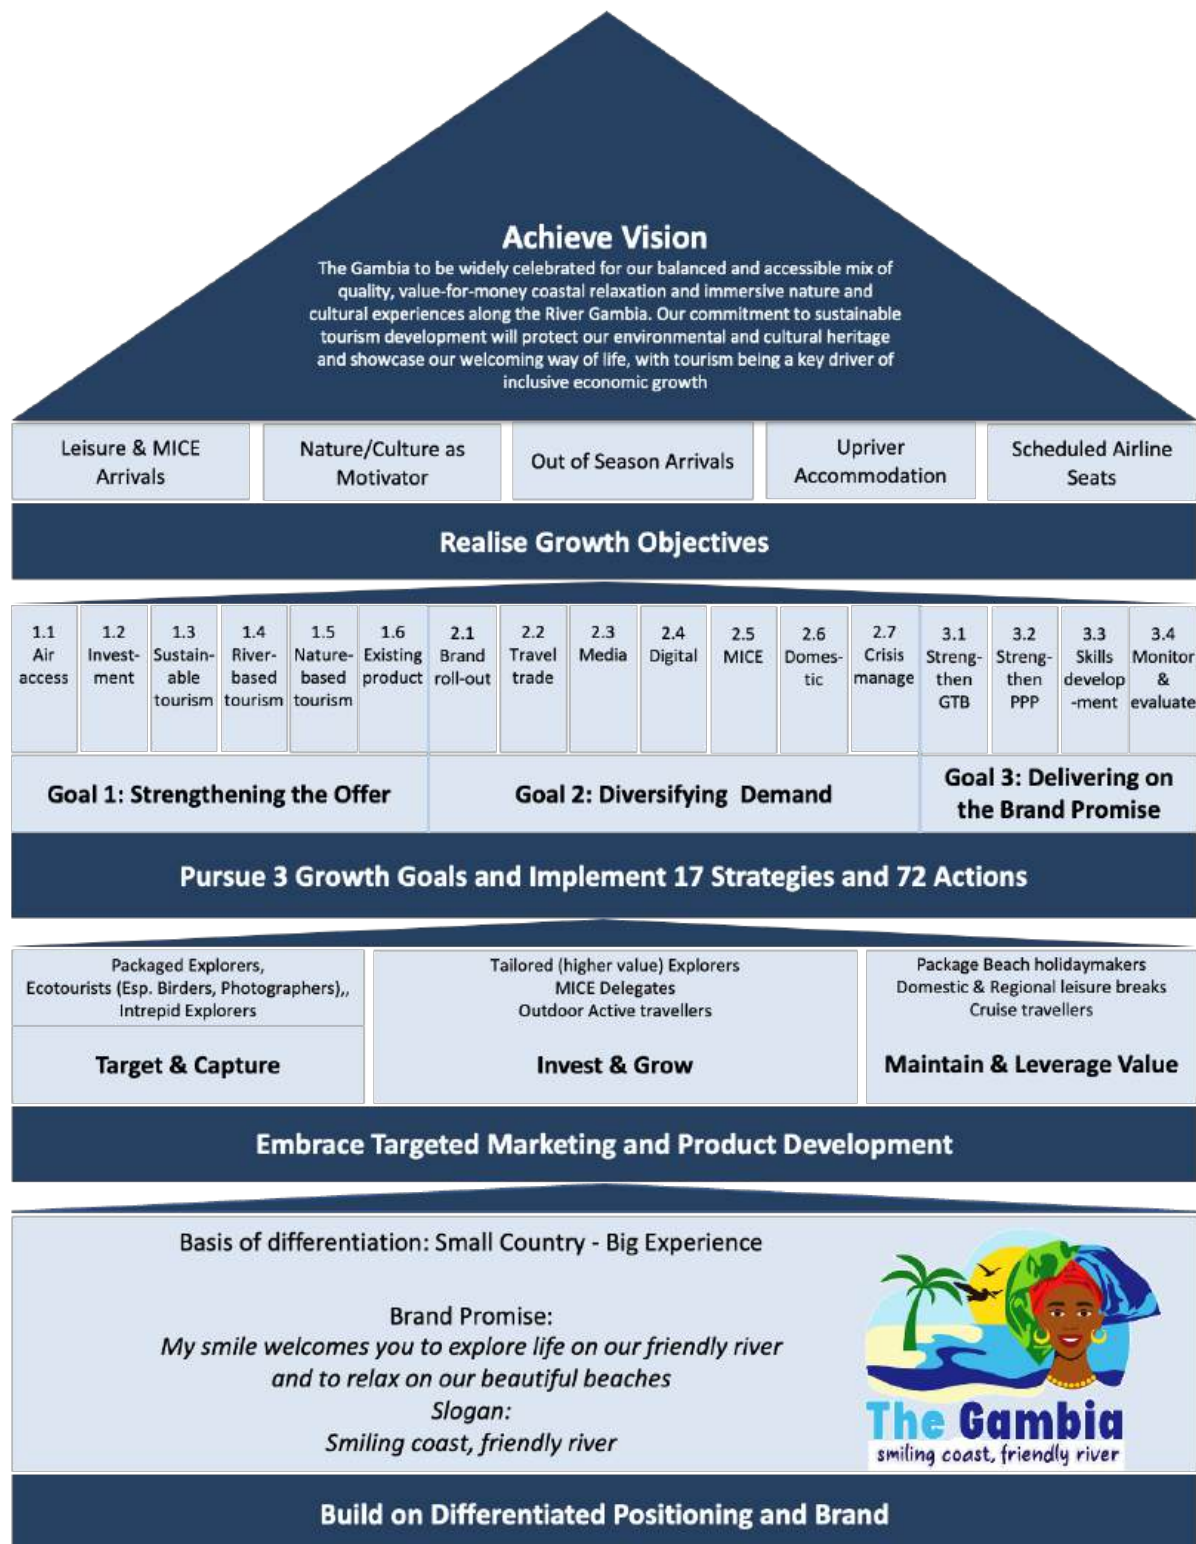 Achieve Vision
The Gambia to be widely celebrated for our balanced and accessible mix of
quality, value-for-money coastal relaxation and immersive nature and
cultural experiences along the River Gambia. Our commitment to sustainable
tourism development will protect our environmental and cultural heritage
and showcase our welcoming way of life, with tourism being a key driver of
inclusive economic growth
Leisure & MICE
Arrivals
Nature/Culture as
Motivator
Out of Season Arrivals
Upriver
Accommodation
Scheduled Airline
Seats
Realise Growth Objectives
1.1
Air
access
1.2
Invest-
ment
1.3
Sustain-
able
tourism
1.4
River-
based
tourism
1.5
Nature-
based
tourism
1.6
Existing
product
2.1
Brand
roll-out
2.2
Travel
trade
2.3
Media
2.4
Digital
2.5
MICE
2.6
Domes-
tic
2.7
Crisis
manage
3.1
Streng-
then
GTB
3.2
Streng-
then
PPP
3.3
Skills
develop
-ment
3.4
Monitor
&
evaluate
Goal 1: Strengthening the Offer
Goal 2: Diversifying Demand
Goal 3: Delivering on
the Brand Promise
Pursue 3 Growth Goals and Implement 17 Strategies and 72 Actions
Packaged Explorers,
Ecotourists (Esp. Birders, Photographers),,
Intrepid Explorers
Target & Capture
Tailored (higher value) Explorers
MICE Delegates
Outdoor Active travellers
Invest & Grow
Package Beach holidaymakers
Domestic & Regional leisure breaks
Cruise travellers
Maintain & Leverage Value
Embrace Targeted Marketing and Product Development
Basis of differentiation: Small Country - Big Experience
Brand Promise:
My smile welcomes you to explore life on our friendly river
and to relax on our beautiful beaches
Slogan:
Smiling coast, friendly river
The Gambia
smiling coast, friendly river
Build on Differentiated Positioning and Brand